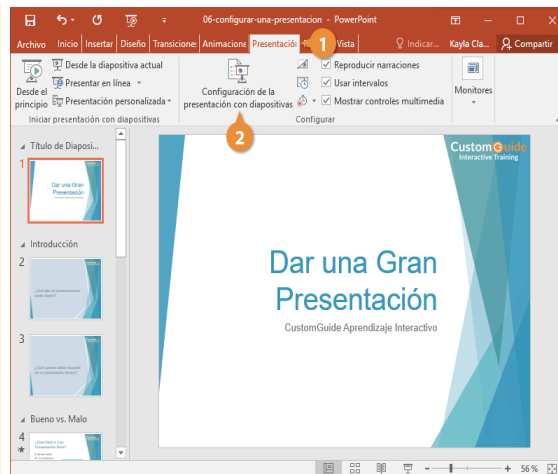 06-configurar-una-presentacion - PowerPoint
Archivo Inicio Insertar Diseño Transicione Animacione Presentació 1 Vista Indicar... Kayla Cla... Compartir
Desde el principio
Desde la diapositiva actual
Presentar en línea
Presentación personalizada
Iniciar presentación con diapositivas
Configuración de la
presentación con diapositivas
2
Reproducir narraciones
Usar intervalos
Mostrar controles multimedia
Configurar
Monitores
Título de Diaposi...
1
Dar una Gran
Presentación
Introducción
2
3
Bueno vs. Malo
4
CustomGuide
Interactive Training
Dar una Gran
Presentación
CustomGuide Aprendizaje Interactivo
56 %